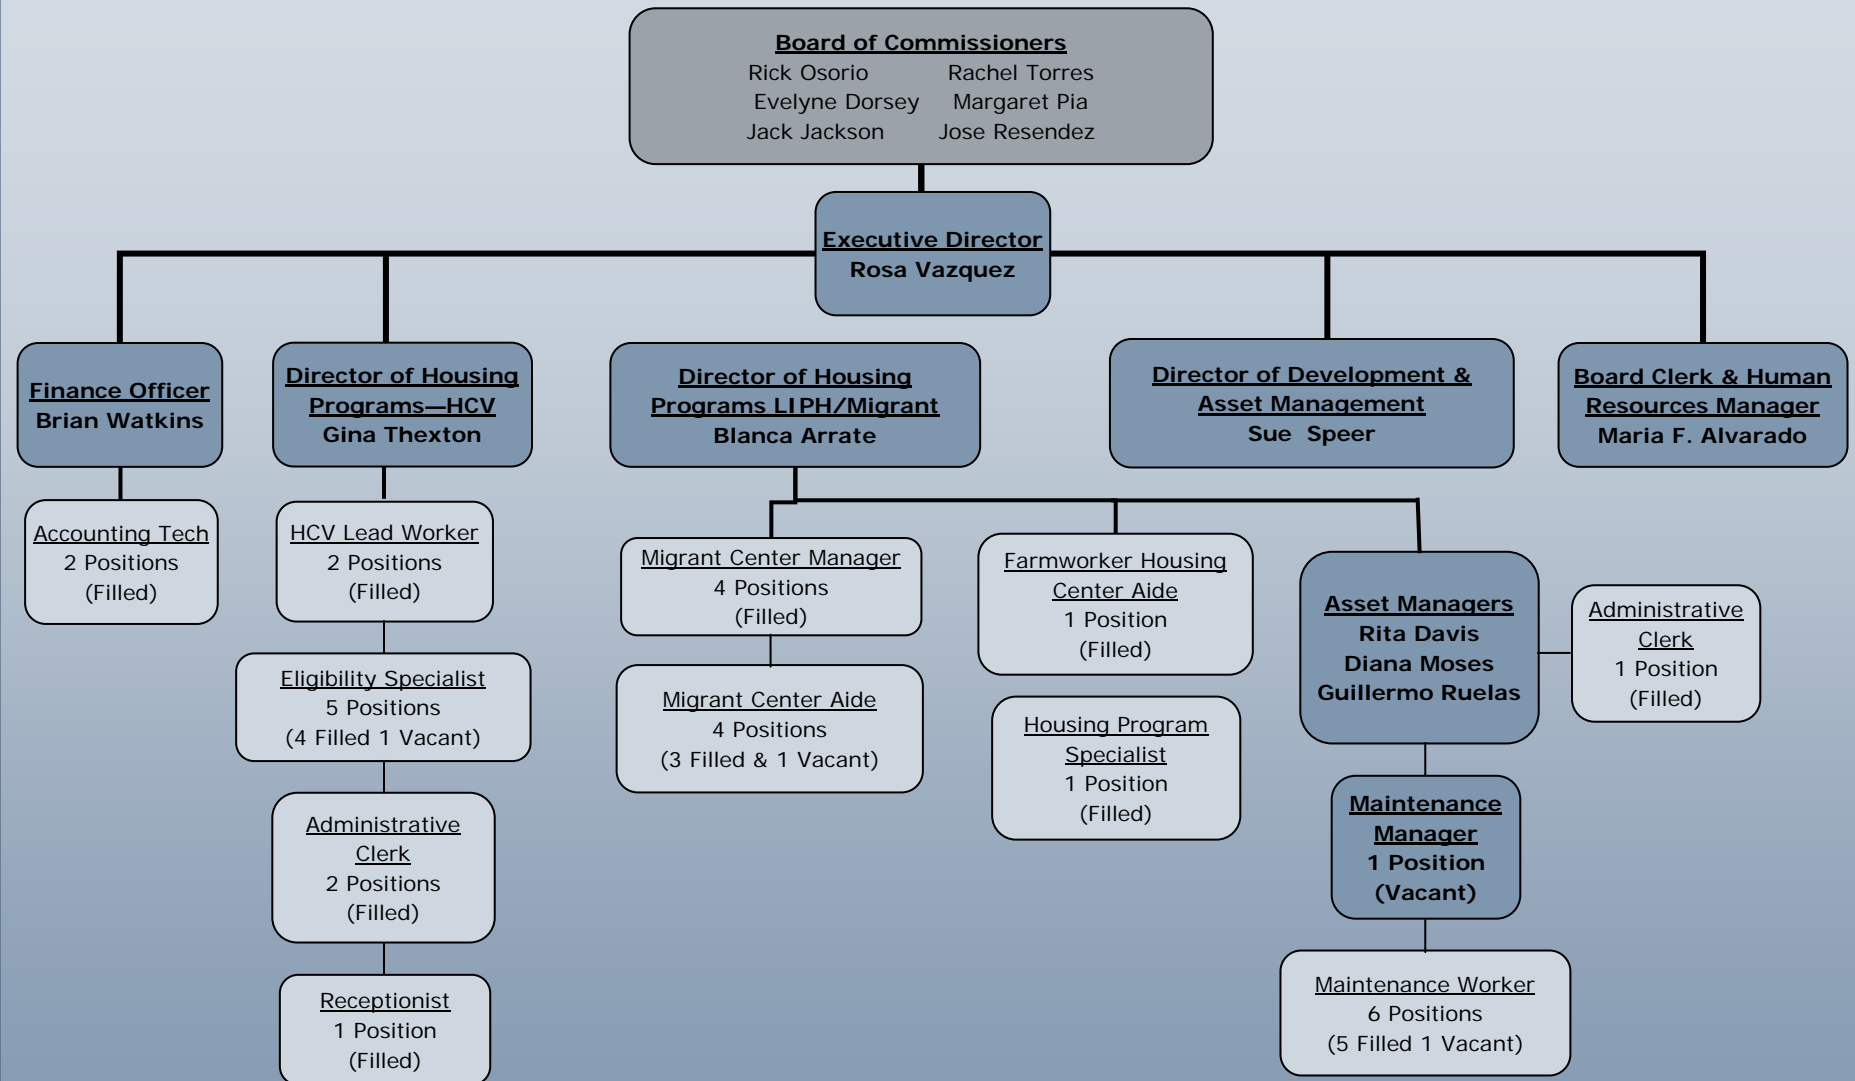 Board of Commissioners
Rick Osorio Rachel Torres
Evelyne Dorsey Margaret Pia
Jack Jackson Jose Resendez
Executive Director
Rosa Vazquez
Finance Officer
Brian Watkins
Director of Housing
Programs—HCV
Gina Thexton
Director of Housing
Programs LIPH/Migrant
Blanca Arrate
Director of Development &
Asset Management
Sue Speer
Board Clerk & Human
Resources Manager
Maria F. Alvarado
Accounting Tech
2 Positions
(Filled)
HCV Lead Worker
2 Positions
(Filled)
Eligibility Specialist
5 Positions
(4 Filled 1 Vacant)
Administrative
Clerk
2 Positions
(Filled)
Receptionist
1 Position
(Filled)
Migrant Center Manager
4 Positions
(Filled)
Migrant Center Aide
4 Positions
(3 Filled & 1 Vacant)
Farmworker Housing
Center Aide
1 Position
(Filled)
Housing Program
Specialist
1 Position
(Filled)
Asset Managers
Rita Davis
Diana Moses
Guillermo Ruelas
Administrative
Clerk
1 Position
(Filled)
Maintenance
Manager
1 Position
(Vacant)
Maintenance Worker
6 Positions
(5 Filled 1 Vacant)